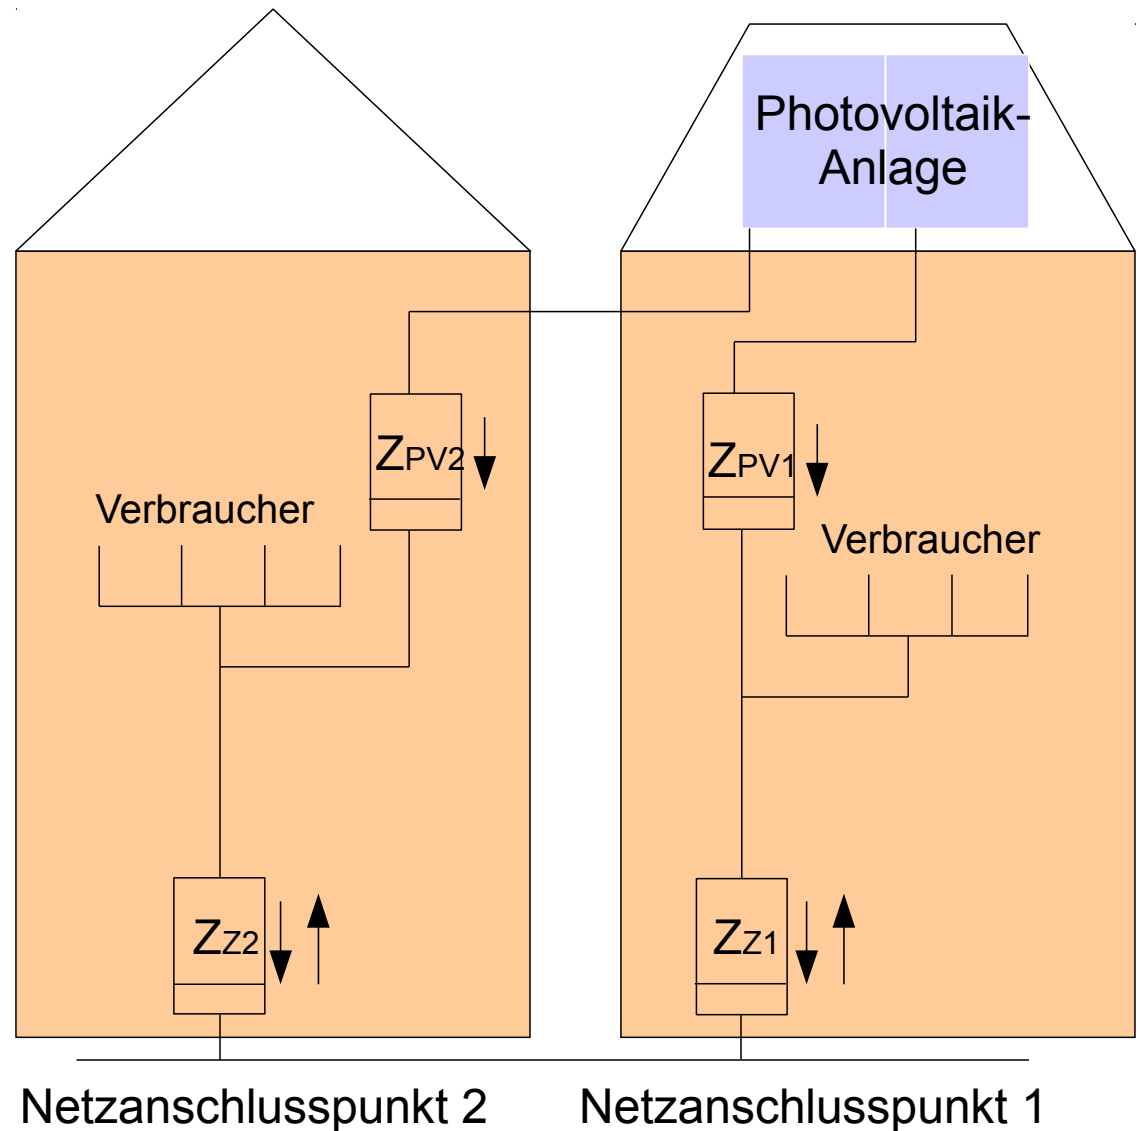 Photovoltaik-
Anlage
ZPV2
ZPV1
Verbraucher
Verbraucher
ZZ2
ZZ1
Netzanschlusspunkt 2
Netzanschlusspunkt 1